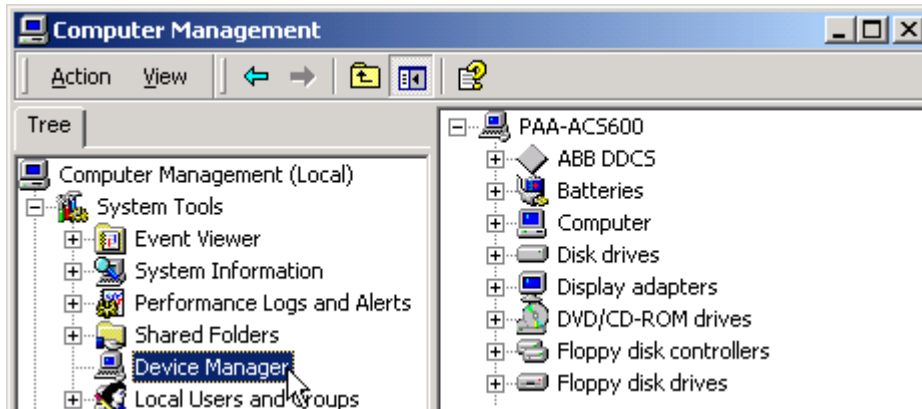 Computer Management
Action View
Tree
Computer Management (Local)
System Tools
Event Viewer
System Information
Performance Logs and Alerts
Shared Folders
Device Manager
Local Users and Groups
PAA-ACS600
ABB DDCS
Batteries
Computer
Disk drives
Display adapters
DVD/CD-ROM drives
Floppy disk controllers
Floppy disk drives